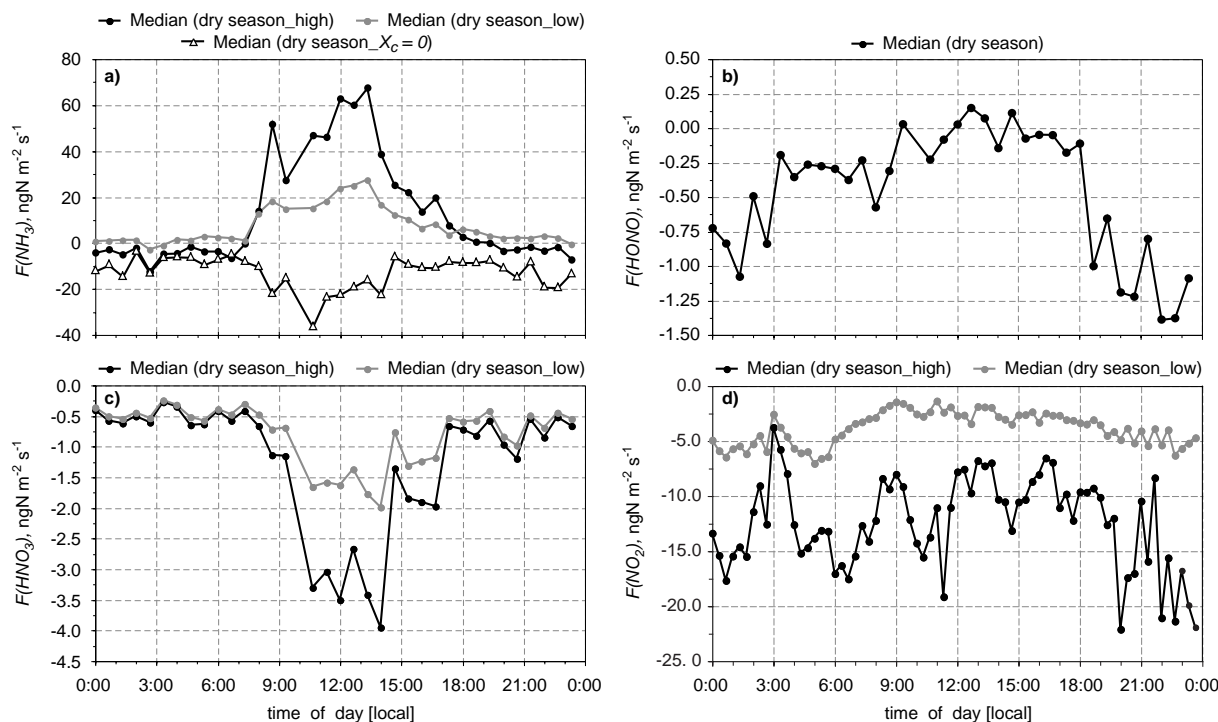 Median (dry season_high) Median (dry season_low)
Median (dry season_Xc = 0)
Median (dry season)
a)
80
60
40
20
0
-20
-40
F(NH3), ngN m-2 s-1
b)
0.50
0.25
0.00
-0.25
-0.50
-0.75
-1.00
-1.25
-1.50
F(HONO), ngN m-2 s-1
Median (dry season_high) Median (dry season_low)
c)
0.0
-0.5
-1.0
-1.5
-2.0
-2.5
-3.0
-3.5
-4.0
-4.5
F(HNO3), ngN m-2 s-1
0:00 3:00 6:00 9:00 12:00 15:00 18:00 21:00 0:00
time of day [local]
Median (dry season_high) Median (dry season_low)
d)
0.0
-5.0
-10.0
-15.0
-20.0
-25. 0
F(NO2), ngN m-2 s-1
0:00 3:00 6:00 9:00 12:00 15:00 18:00 21:00 0:00
time of day [local]